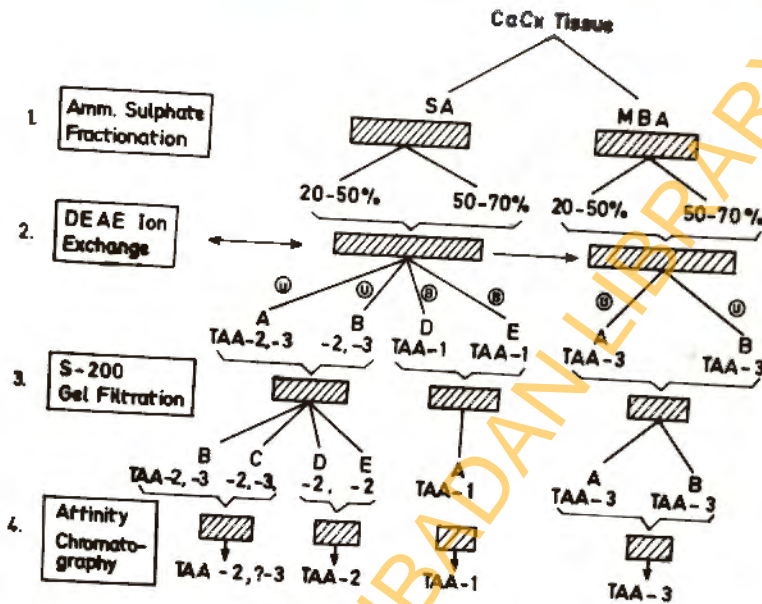 CaCx Tissue
1. Amm. Sulphate
Fractionation
SA
MBA
20-50%
50-70%
20-50%
50-70%
2. DEAE Ion
Exchange
U
U
B
B
U
U
A
TAA-2,-3
B
-2,-3
D
TAA-1
E
TAA-1
A
TAA-3
B
TAA-3
3. S-200
Gel Filtration
B
TAA-2,-3
C
-2,-3,
D
-2,
E
-2
A
TAA-1
A
TAA-3
B
TAA-3
4. Affinity
Chromato-
graphy
TAA -2,?-3
TAA-2
TAA-1
TAA-3
BADAN LIBRARY